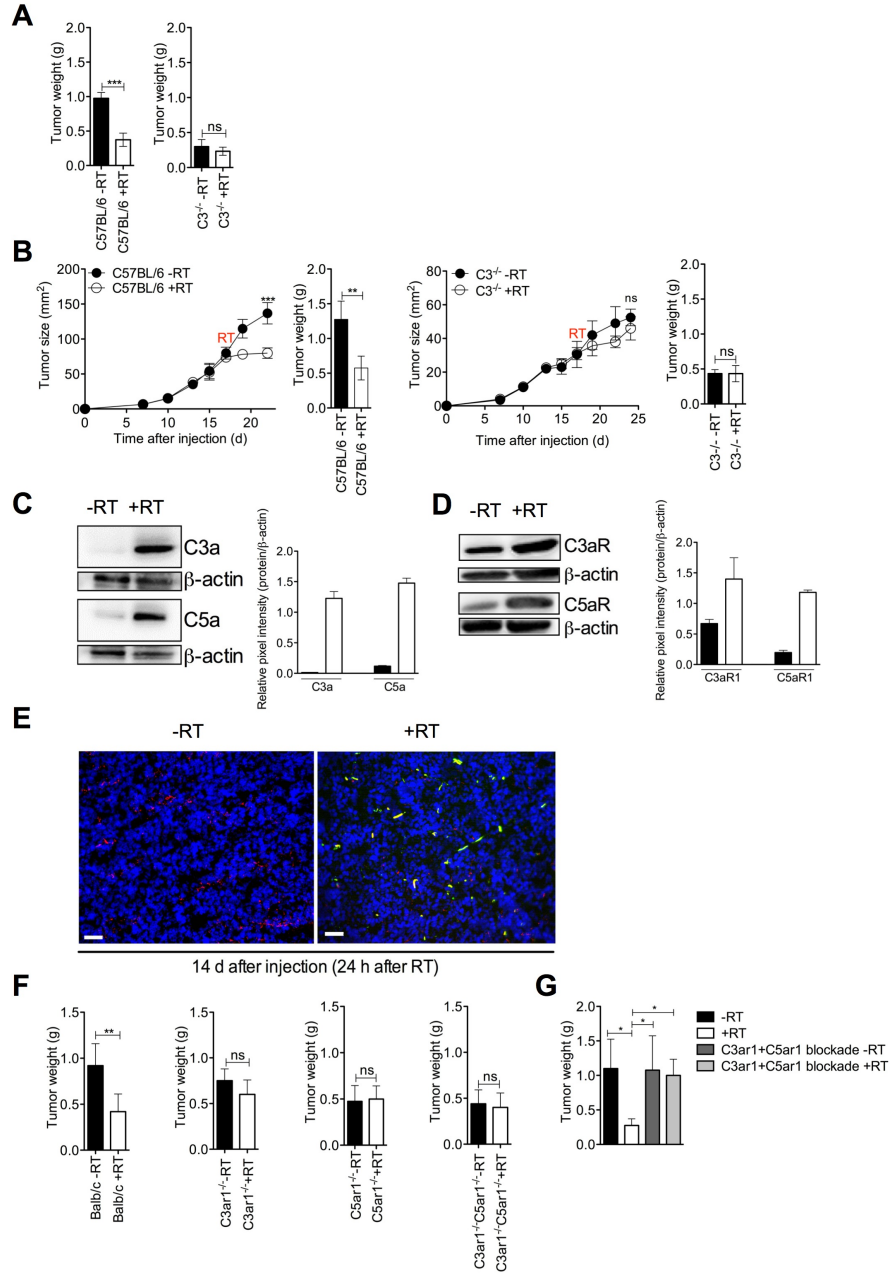 A
Tumor weight (g)
2.0
1.5
1.0
0.5
0.0
***
C57BL/6 -RT
C57BL/6 +RT
Tumor weight (g)
2.0
1.5
1.0
0.5
0.0
ns
C3-/- -RT
C3-/- +RT
B
Tumor size (mm2)
200
150
100
50
0
C57BL/6 -RT
C57BL/6 +RT
RT
***
0 5 10 15 20
Time after injection (d)
Tumor weight (g)
2.0
1.5
1.0
0.5
0.0
**
C57BL/6 -RT
C57BL/6 +RT
Tumor size (mm2)
80
60
40
20
0
C3-/- -RT
C3-/- +RT
RT
ns
0 5 10 15 20 25
Time after injection (d)
Tumor weight (g)
2.0
1.5
1.0
0.5
0.0
ns
C3-/- -RT
C3-/- +RT
C
-RT +RT
C3a
β-actin
C5a
β-actin
Relative pixel intensity (protein/β-actin)
2.0
1.5
1.0
0.5
0.0
C3a C5a
D
-RT +RT
C3aR
β-actin
C5aR
β-actin
Relative pixel intensity (protein/β-actin)
2.0
1.5
1.0
0.5
0.0
C3aR1 C5aR1
E
-RT +RT
14 d after injection (24 h after RT)
F
Tumor weight (g)
1.5
1.0
0.5
0.0
**
Balb/c -RT
Balb/c +RT
Tumor weight (g)
1.5
1.0
0.5
0.0
ns
C3ar1-/--RT
C3ar1-/-+RT
Tumor weight (g)
1.5
1.0
0.5
0.0
ns
C5ar1-/--RT
C5ar1-/-+RT
Tumor weight (g)
1.5
1.0
0.5
0.0
ns
C3ar1-/-C5ar1-/--RT
C3ar1-/-C5ar1-/-+RT
G
Tumor weight (g)
2.0
1.5
1.0
0.5
0.0
* * *
-RT
+RT
C3ar1+C5ar1 blockade -RT
C3ar1+C5ar1 blockade +RT